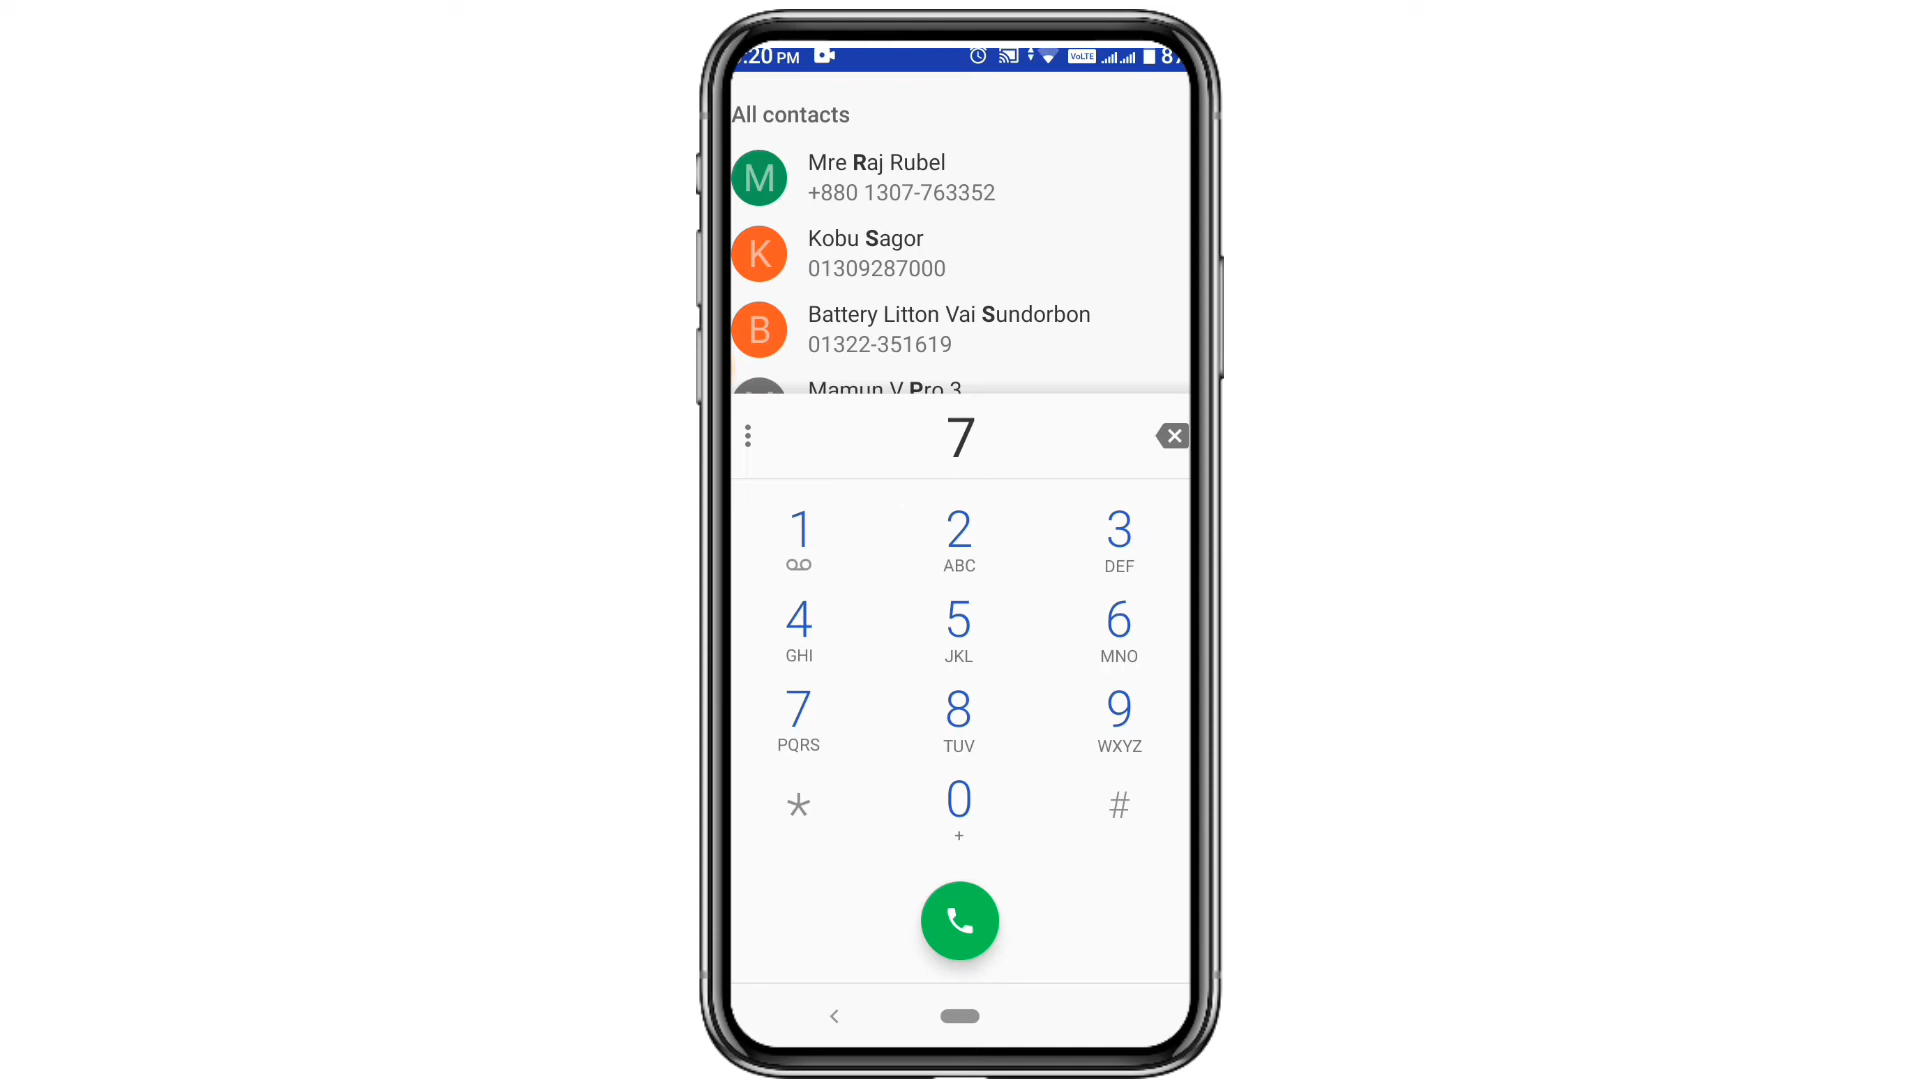 :20 PM VoLTE
All contacts
M Mre Raj Rubel
+880 1307-763352
K Kobu Sagor
01309287000
B Battery Litton Vai Sundorbon
01322-351619
Mamun V Pro 3
7
1 2 3
ABC DEF
4 5 6
GHI JKL MNO
7 8 9
PQRS TUV WXYZ
* 0 #
+